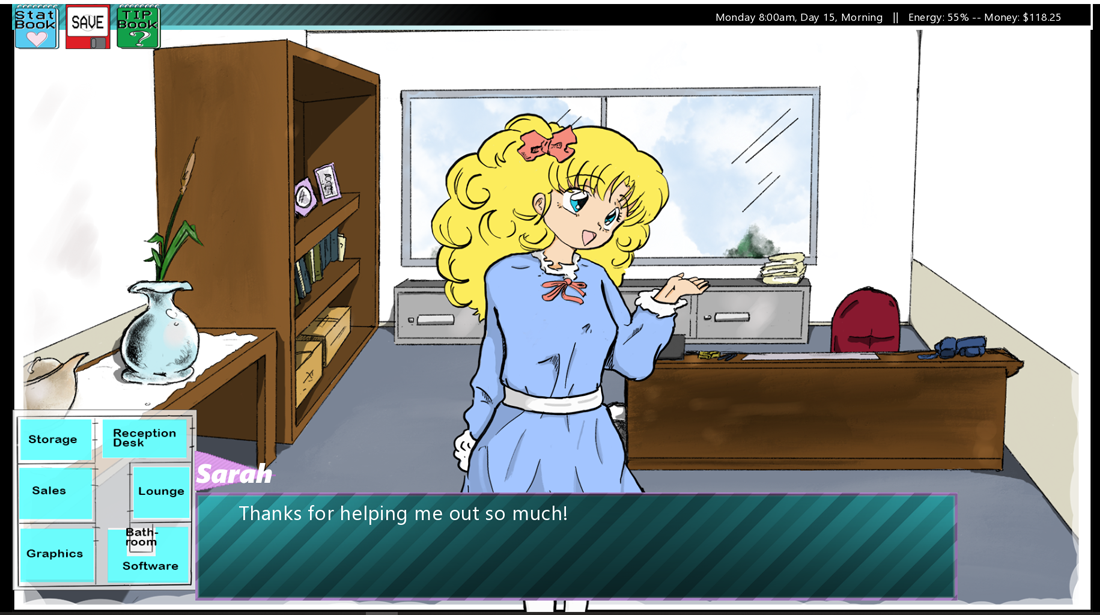 Stat
Book
SAVE
TIP
Book
?
Monday 8:00am, Day 15, Morning || Energy: 55% -- Money: $118.25
Storage
Reception
Desk
Sales
Lounge
Graphics
Bath-
room
Software
Sarah
Thanks for helping me out so much!